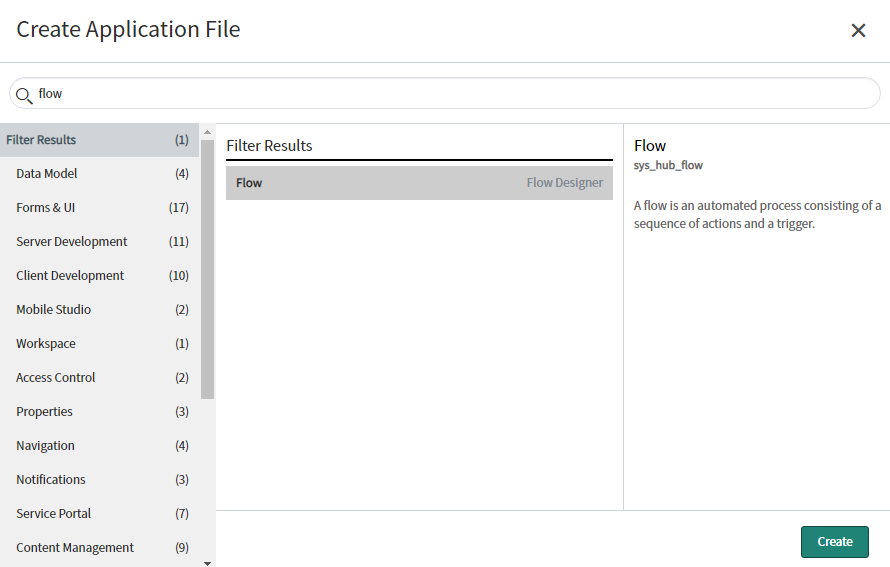 Create Application File
flow
Filter Results (1)
Data Model (4)
Forms & UI (17)
Server Development (11)
Client Development (10)
Mobile Studio (2)
Workspace (1)
Access Control (2)
Properties (3)
Navigation (4)
Notifications (3)
Service Portal (7)
Content Management (9)
Filter Results
Flow Flow Designer
Flow
sys_hub_flow
A flow is an automated process consisting of a
sequence of actions and a trigger.
Create